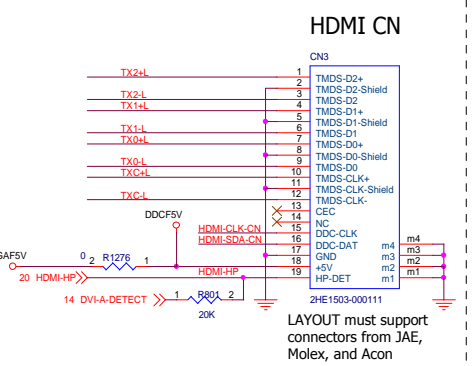 HDMI CN
CN3
TX2+L 1 TMDS-D2+
2 TMDS-D2-Shield
TX2-L 3 TMDS-D2
TX1+L 4 TMDS-D1+
5 TMDS-D1-Shield
TX1-L 6 TMDS-D1
TX0+L 7 TMDS-D0+
8 TMDS-D0-Shield
TX0-L 9 TMDS-D0
TXC+L 10 TMDS-CLK+
11 TMDS-CLK-Shield
TXC-L 12 TMDS-CLK-
13 CEC
14 NC
DDCF5V
HDMI-CLK-CN 15 DDC-CLK
HDMI-SDA-CN 16 DDC-DAT m4 m4
17 GND m3 m3
0 2 R1276 1 18 +5V m2 m2
20 HDMI-HP HDMI-HP 19 HP-DET m1 m1
14 DVI-A-DETECT 1 R801 2
20K
2HE1503-000111
LAYOUT must support
connectors from JAE,
Molex, and Acon